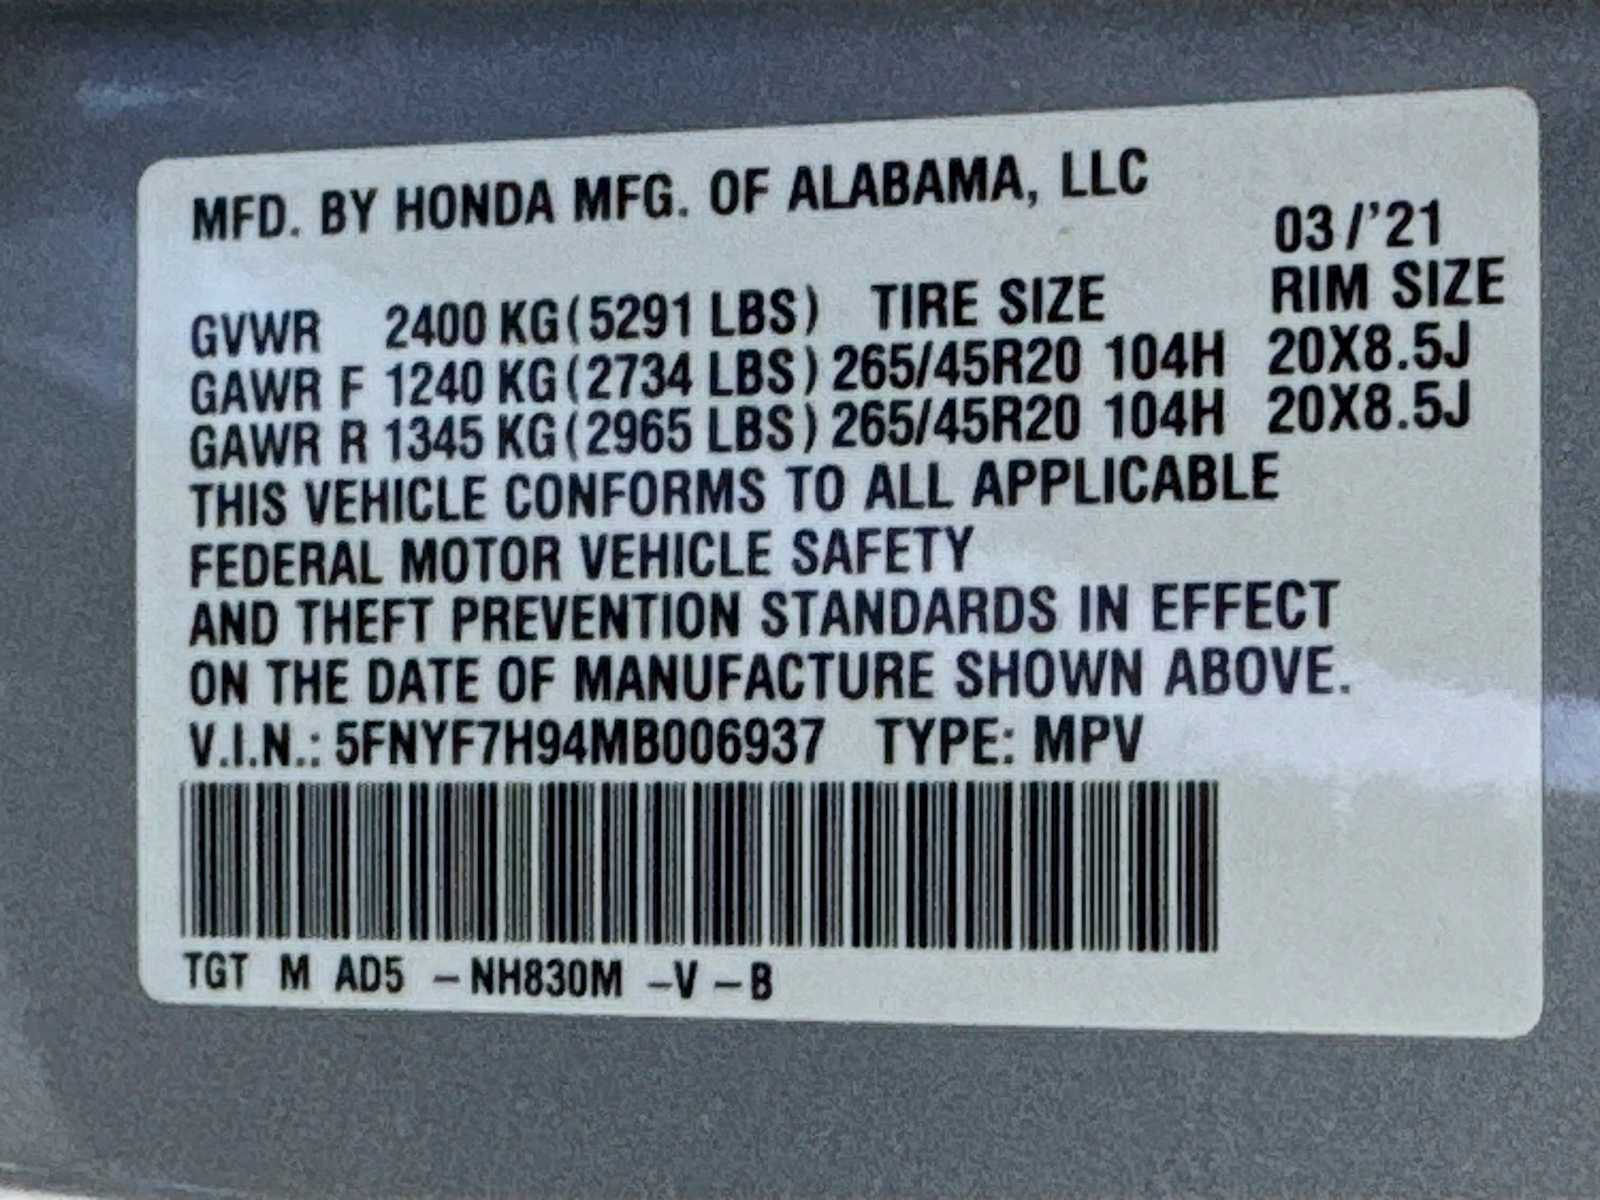 MFD. BY HONDA MFG. OF ALABAMA, LLC
03/'21
GVWR 2400 KG(5291 LBS) TIRE SIZE RIM SIZE
GAWR F 1240 KG(2734 LBS) 265/45R20 104H 20X8.5J
GAWR R 1345 KG(2965 LBS) 265/45R20 104H 20X8.5J
THIS VEHICLE CONFORMS TO ALL APPLICABLE
FEDERAL MOTOR VEHICLE SAFETY
AND THEFT PREVENTION STANDARDS IN EFFECT
ON THE DATE OF MANUFACTURE SHOWN ABOVE.
V.I.N.: 5FNYF7H94MB006937 TYPE: MPV
TGT M AD5 –NH830M –V –B